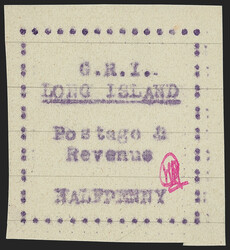 G.R.I.
LONG ISLAND
Postage &
Revenue
HALFPENNY